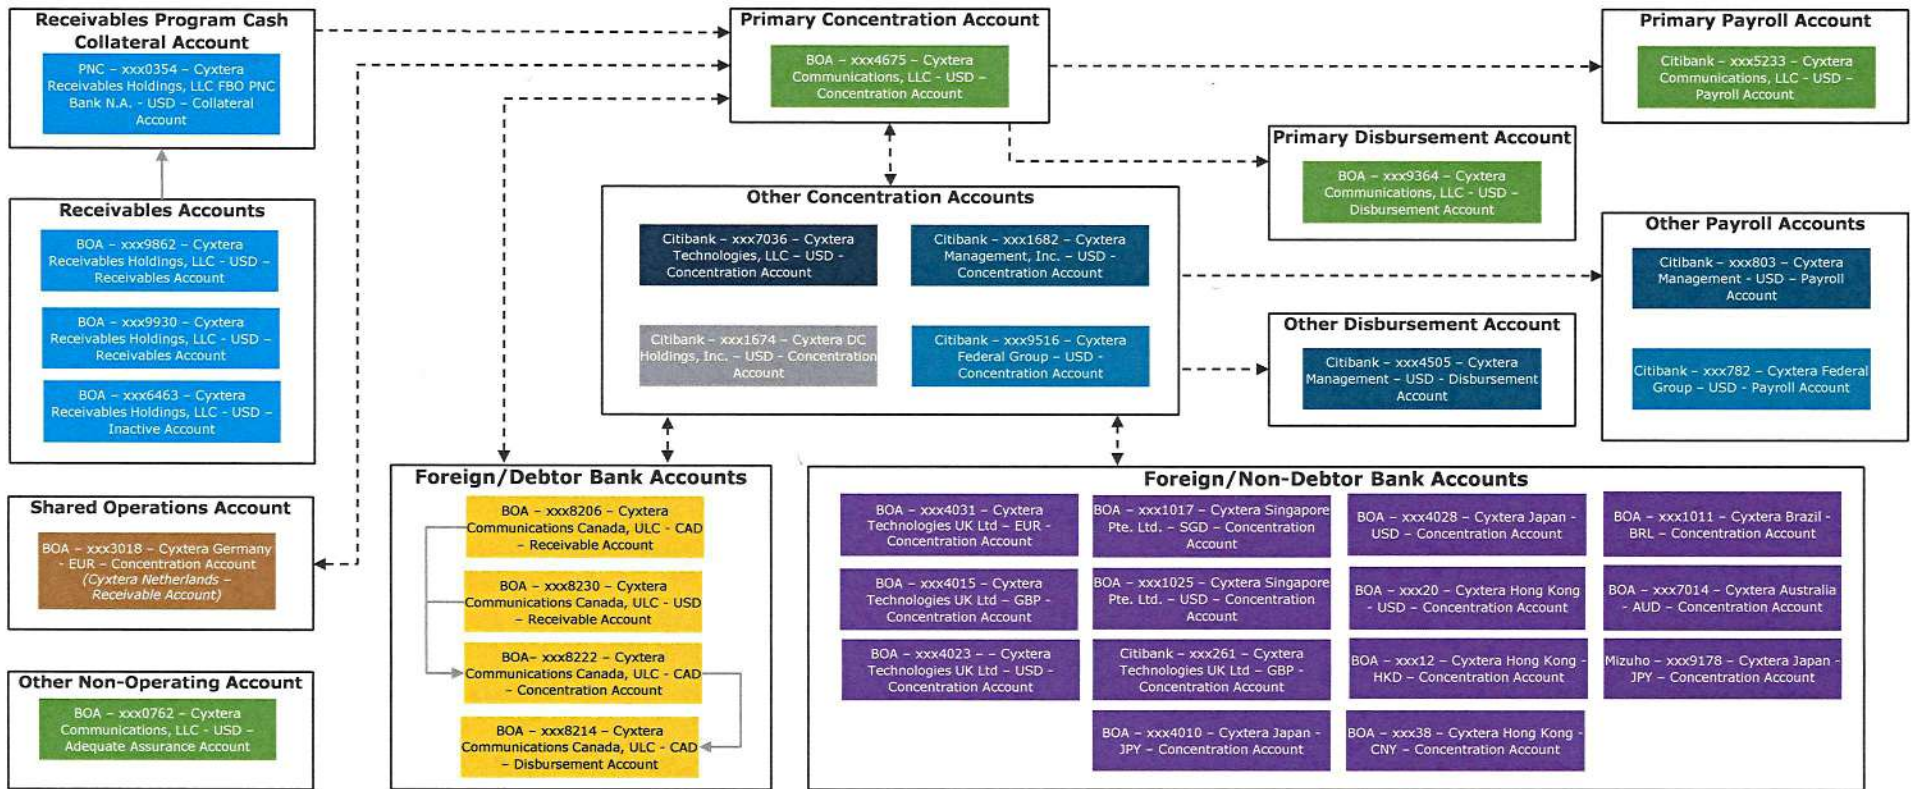 Receivables Program Cash
Collateral Account
PNC – xxx0354 – Cyxtera
Receivables Holdings, LLC FBO PNC
Bank N.A. - USD – Collateral
Account
Receivables Accounts
BOA – xxx9862 – Cyxtera
Receivables Holdings, LLC - USD –
Receivables Account
BOA – xxx9930 – Cyxtera
Receivables Holdings, LLC - USD –
Receivables Account
BOA – xxx6463 – Cyxtera
Receivables Holdings, LLC - USD –
Inactive Account
Shared Operations Account
BOA – xxx3018 – Cyxtera Germany
- EUR – Concentration Account
(Cyxtera Netherlands –
Receivable Account)
Other Non-Operating Account
BOA – xxx0762 – Cyxtera
Communications, LLC - USD –
Adequate Assurance Account
Primary Concentration Account
BOA – xxx4675 – Cyxtera
Communications, LLC - USD –
Concentration Account
Other Concentration Accounts
Citibank – xxx7036 – Cyxtera
Technologies, LLC – USD -
Concentration Account
Citibank – xxx1682 – Cyxtera
Management, Inc. – USD -
Concentration Account
Citibank – xxx1674 – Cyxtera DC
Holdings, Inc. – USD - Concentration
Account
Citibank – xxx9516 – Cyxtera
Federal Group – USD -
Concentration Account
Primary Payroll Account
Citibank – xxx5233 – Cyxtera
Communications, LLC - USD –
Payroll Account
Primary Disbursement Account
BOA – xxx9364 – Cyxtera
Communications, LLC - USD –
Disbursement Account
Other Payroll Accounts
Citibank – xxx803 – Cyxtera
Management - USD – Payroll
Account
Citibank – xxx782 – Cyxtera Federal
Group – USD - Payroll Account
Other Disbursement Account
Citibank – xxx4505 – Cyxtera
Management – USD - Disbursement
Account
Foreign/Debtor Bank Accounts
BOA – xxx8206 – Cyxtera
Communications Canada, ULC - CAD
– Receivable Account
BOA – xxx8230 – Cyxtera
Communications Canada, ULC - USD
– Receivable Account
BOA– xxx8222 – Cyxtera
Communications Canada, ULC - CAD
– Concentration Account
BOA – xxx8214 – Cyxtera
Communications Canada, ULC - CAD
– Disbursement Account
Foreign/Non-Debtor Bank Accounts
BOA – xxx4031 – Cyxtera
Technologies UK Ltd – EUR -
Concentration Account
BOA – xxx1017 – Cyxtera Singapore
Pte. Ltd. – SGD – Concentration
Account
BOA – xxx4028 – Cyxtera Japan -
USD – Concentration Account
BOA – xxx1011 – Cyxtera Brazil -
BRL – Concentration Account
BOA – xxx4015 – Cyxtera
Technologies UK Ltd – GBP -
Concentration Account
BOA – xxx1025 – Cyxtera Singapore
Pte. Ltd. – USD – Concentration
Account
BOA – xxx20 – Cyxtera Hong Kong
- USD – Concentration Account
BOA – xxx7014 – Cyxtera Australia
- AUD – Concentration Account
BOA – xxx4023 – – Cyxtera
Technologies UK Ltd – USD -
Concentration Account
Citibank – xxx261 – Cyxtera
Technologies UK Ltd – GBP -
Concentration Account
BOA – xxx12 – Cyxtera Hong Kong -
HKD – Concentration Account
Mizuho – xxx9178 – Cyxtera Japan -
JPY – Concentration Account
BOA – xxx4010 – Cyxtera Japan -
JPY – Concentration Account
BOA – xxx38 – Cyxtera Hong Kong -
CNY – Concentration Account